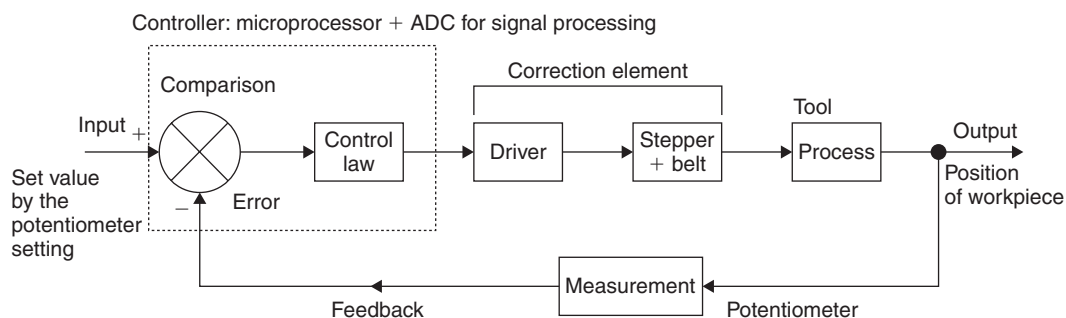 Controller: microprocessor + ADC for signal processing
Correction element
Comparison
Tool
Input
+
Control
law
Driver
Stepper
+ belt
Process
Output
Set value
by the
potentiometer
setting
−
Error
Position
of workpiece
Measurement
Feedback
Potentiometer